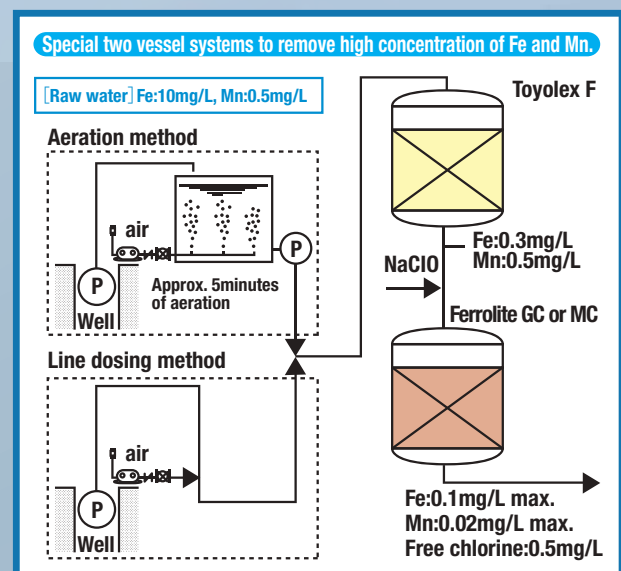 Special two vessel systems to remove high concentration of Fe and Mn.
[Raw water] Fe:10mg/L, Mn:0.5mg/L
Aeration method
air
P
P
Well
Approx. 5minutes
of aeration
Line dosing method
air
P
Well
Toyolex F
Fe:0.3mg/L
Mn:0.5mg/L
NaClO
Ferrolite GC or MC
Fe:0.1mg/L max.
Mn:0.02mg/L max.
Free chlorine:0.5mg/L